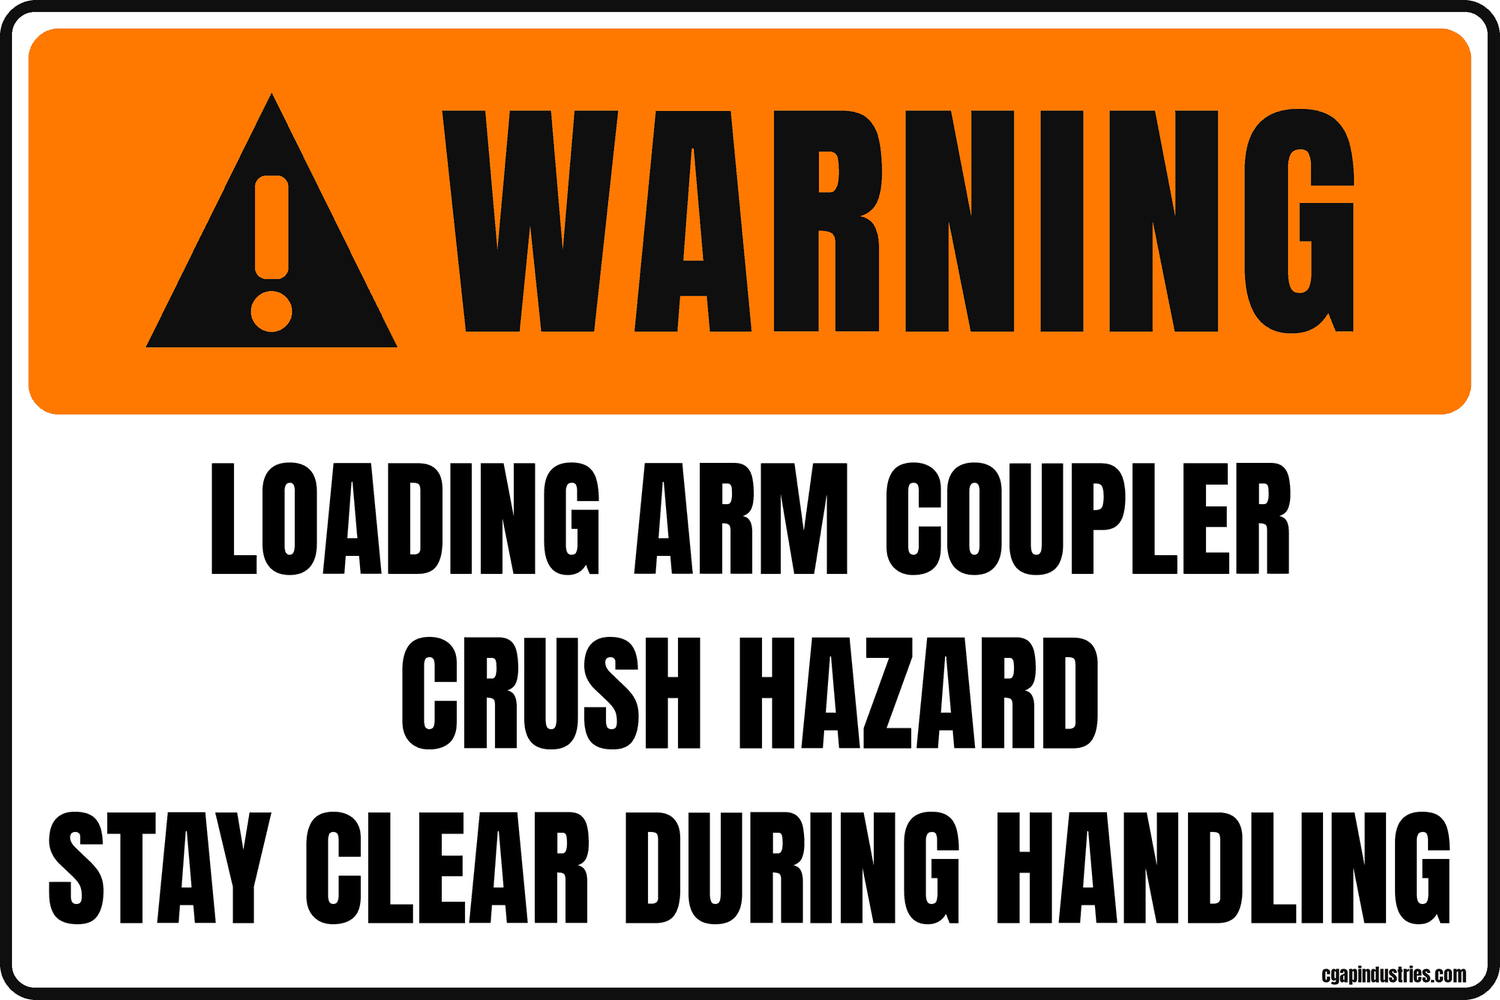 WARNING
LOADING ARM COUPLER
CRUSH HAZARD
STAY CLEAR DURING HANDLING
cgapindustries.com